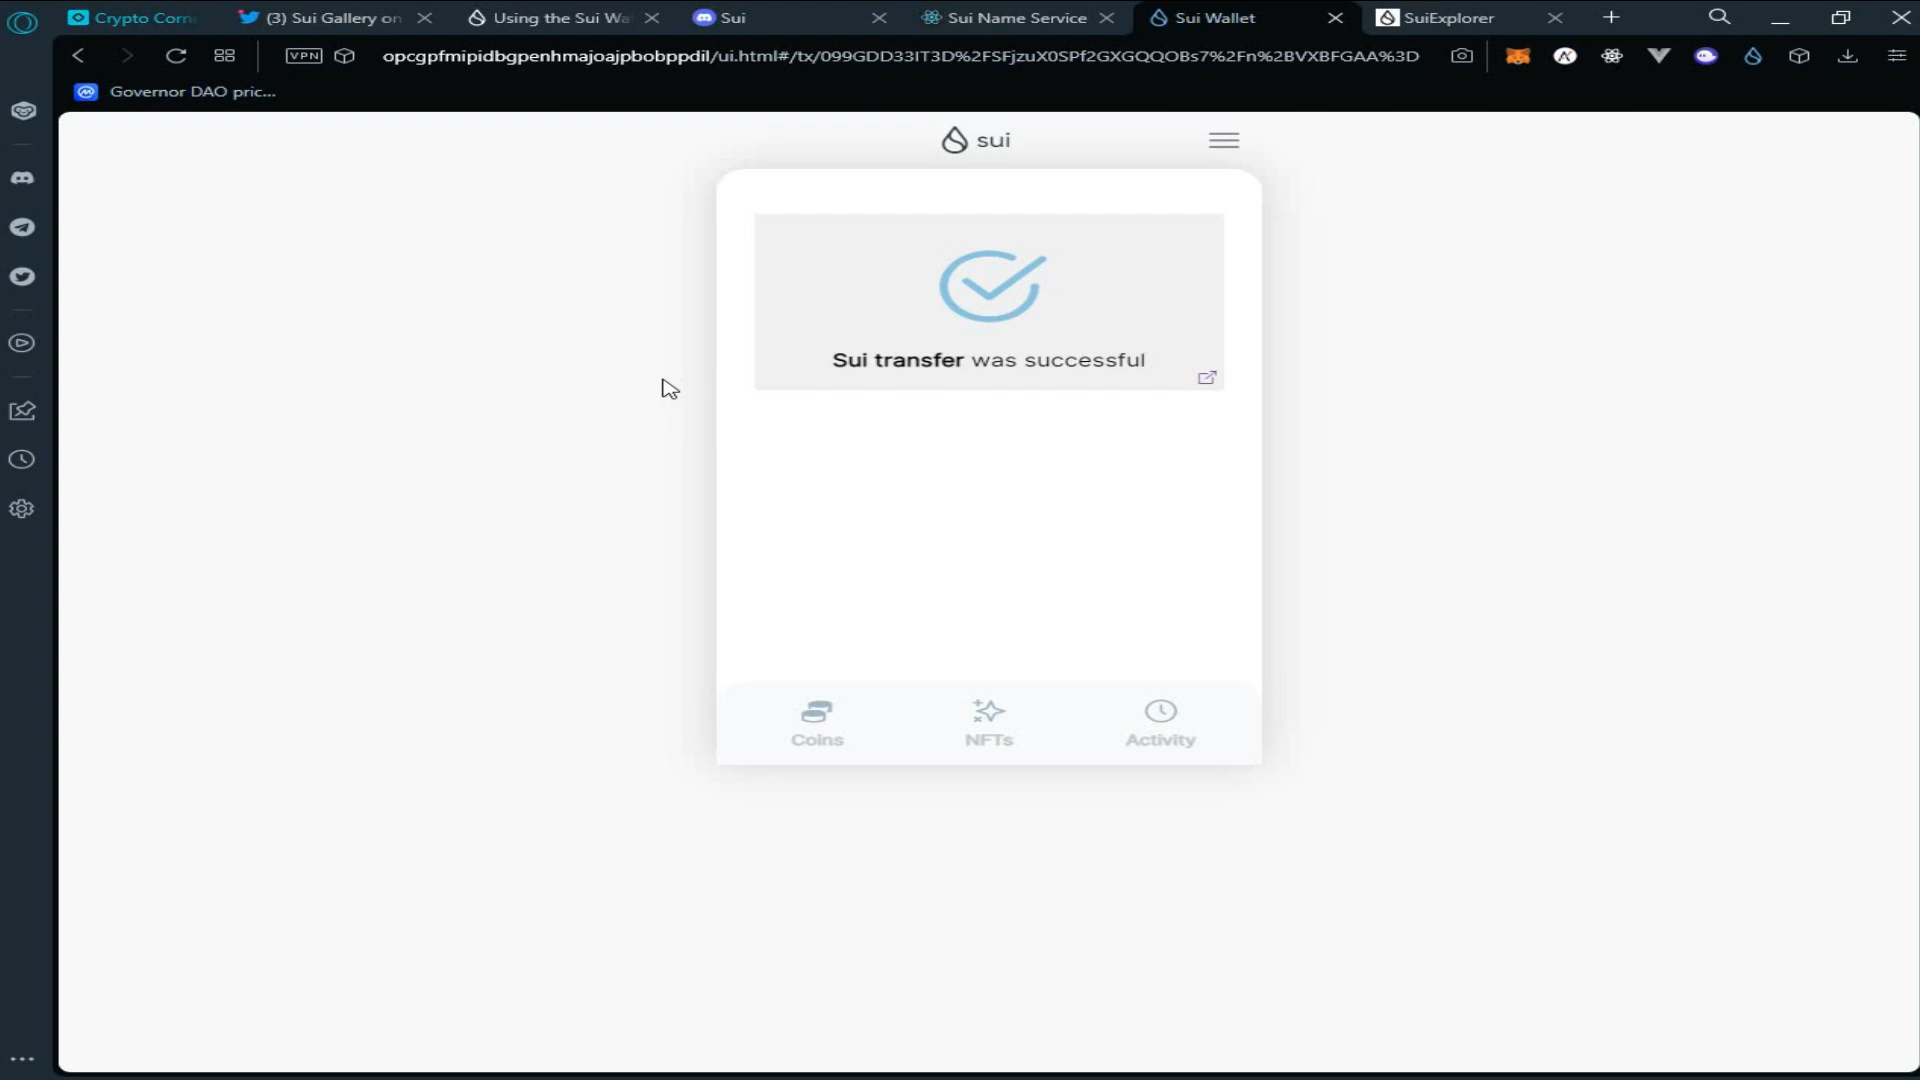 Crypto Com
(3) Sui Gallery on
Using the Sui Wa
Sui
Sui Name Service
Sui Wallet
SuiExplorer
VPN
opcgpfmipidbgpenhmajoajpbobppdil/ui.html#/tx/099GDD33IT3D%2FSFjzuX0SPf2GXGQQOBs7%2Fn%2BVXBFGAA%3D
Governor DAO pric...
sui
Sui transfer was successful
Coins
NFTs
Activity